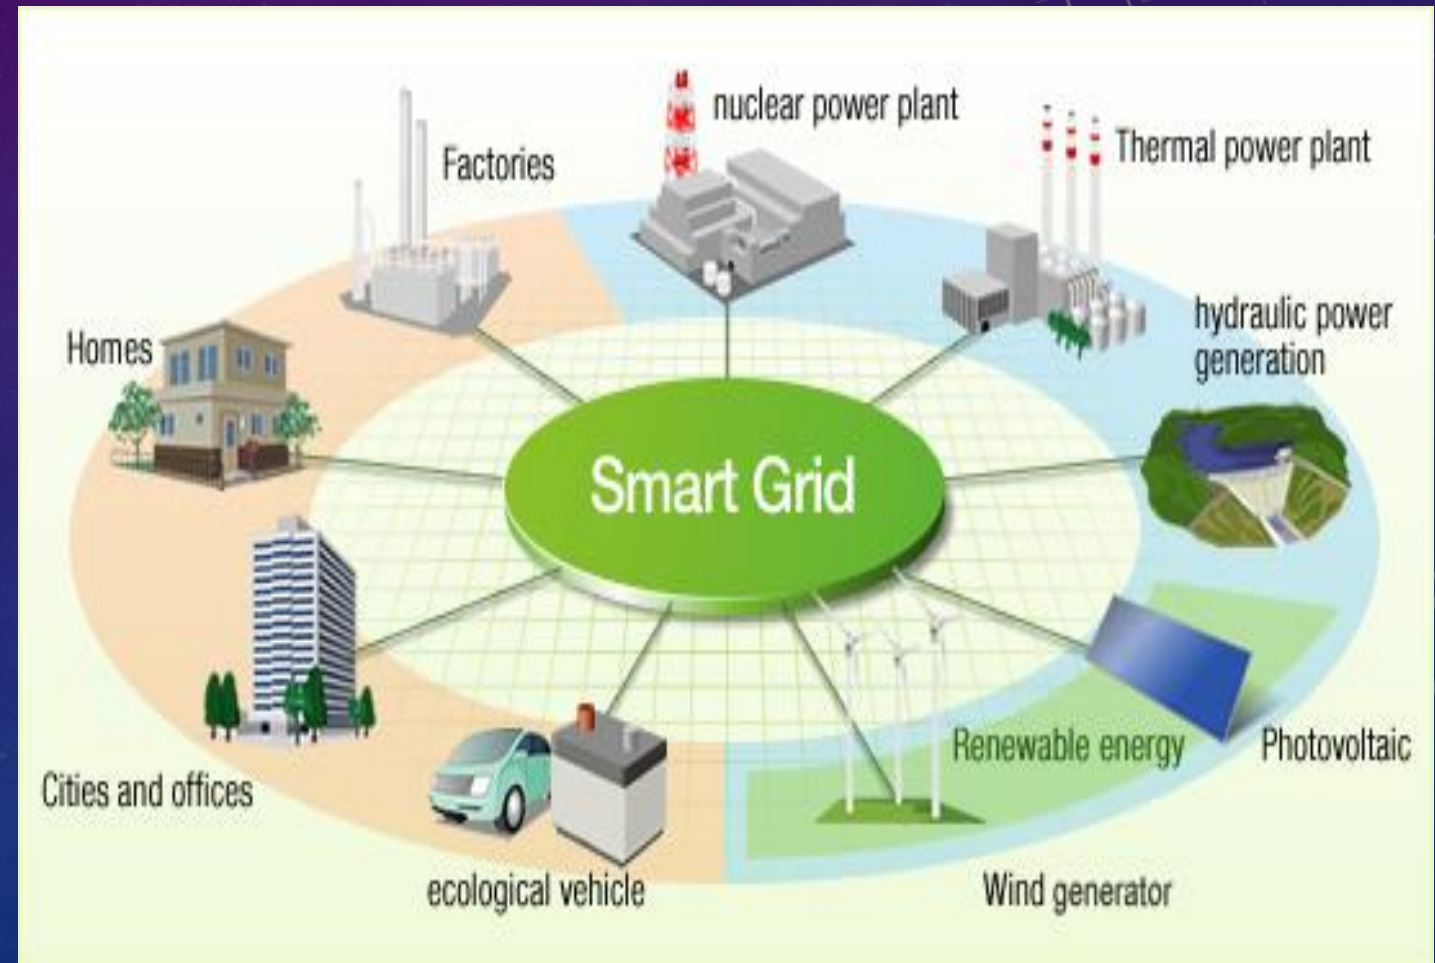 nuclear power plant
Factories
Thermal power plant
hydraulic power
generation
Homes
Smart Grid
Renewable energy
Photovoltaic
Cities and offices
ecological vehicle
Wind generator